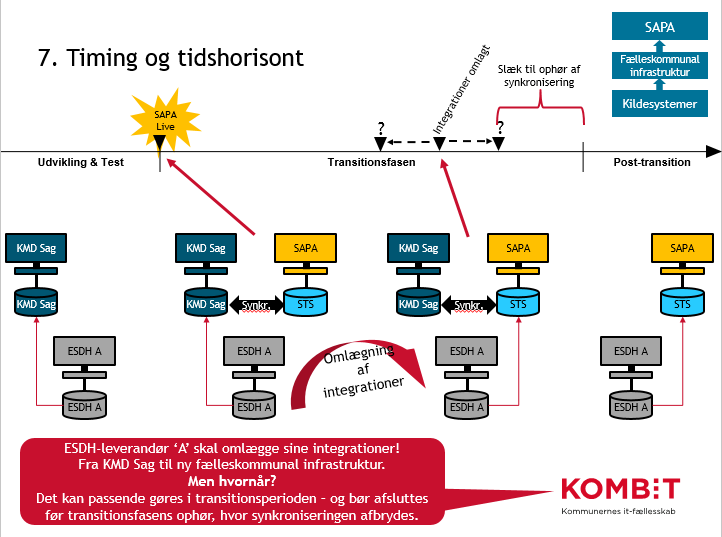 7. Timing og tidshorisont
SAPA
Fælleskommunal
infrastruktur
Kildesystemer
SAPA
Live
?
Integrationer omlagt
?
Slæk til ophør af
synkronisering
Udvikling & Test
Transitionsfasen
Post-transition
KMD Sag
KMD Sag
SAPA
KMD Sag
SAPA
SAPA
KMD Sag
KMD Sag
Synkr.
STS
KMD Sag
Synkr.
STS
STS
ESDH A
ESDH A
ESDH A
ESDH A
Omlægning
af
integrationer
ESDH A
ESDH A
ESDH A
ESDH A
ESDH-leverandør ‘A’ skal omlægge sine integrationer!
Fra KMD Sag til ny fælleskommunal infrastruktur.
Men hvornår?
Det kan passende gøres i transitionsperioden – og bør afsluttes
før transitionsfasens ophør, hvor synkroniseringen afbrydes.
KOMBIT
Kommunernes it-fællesskab